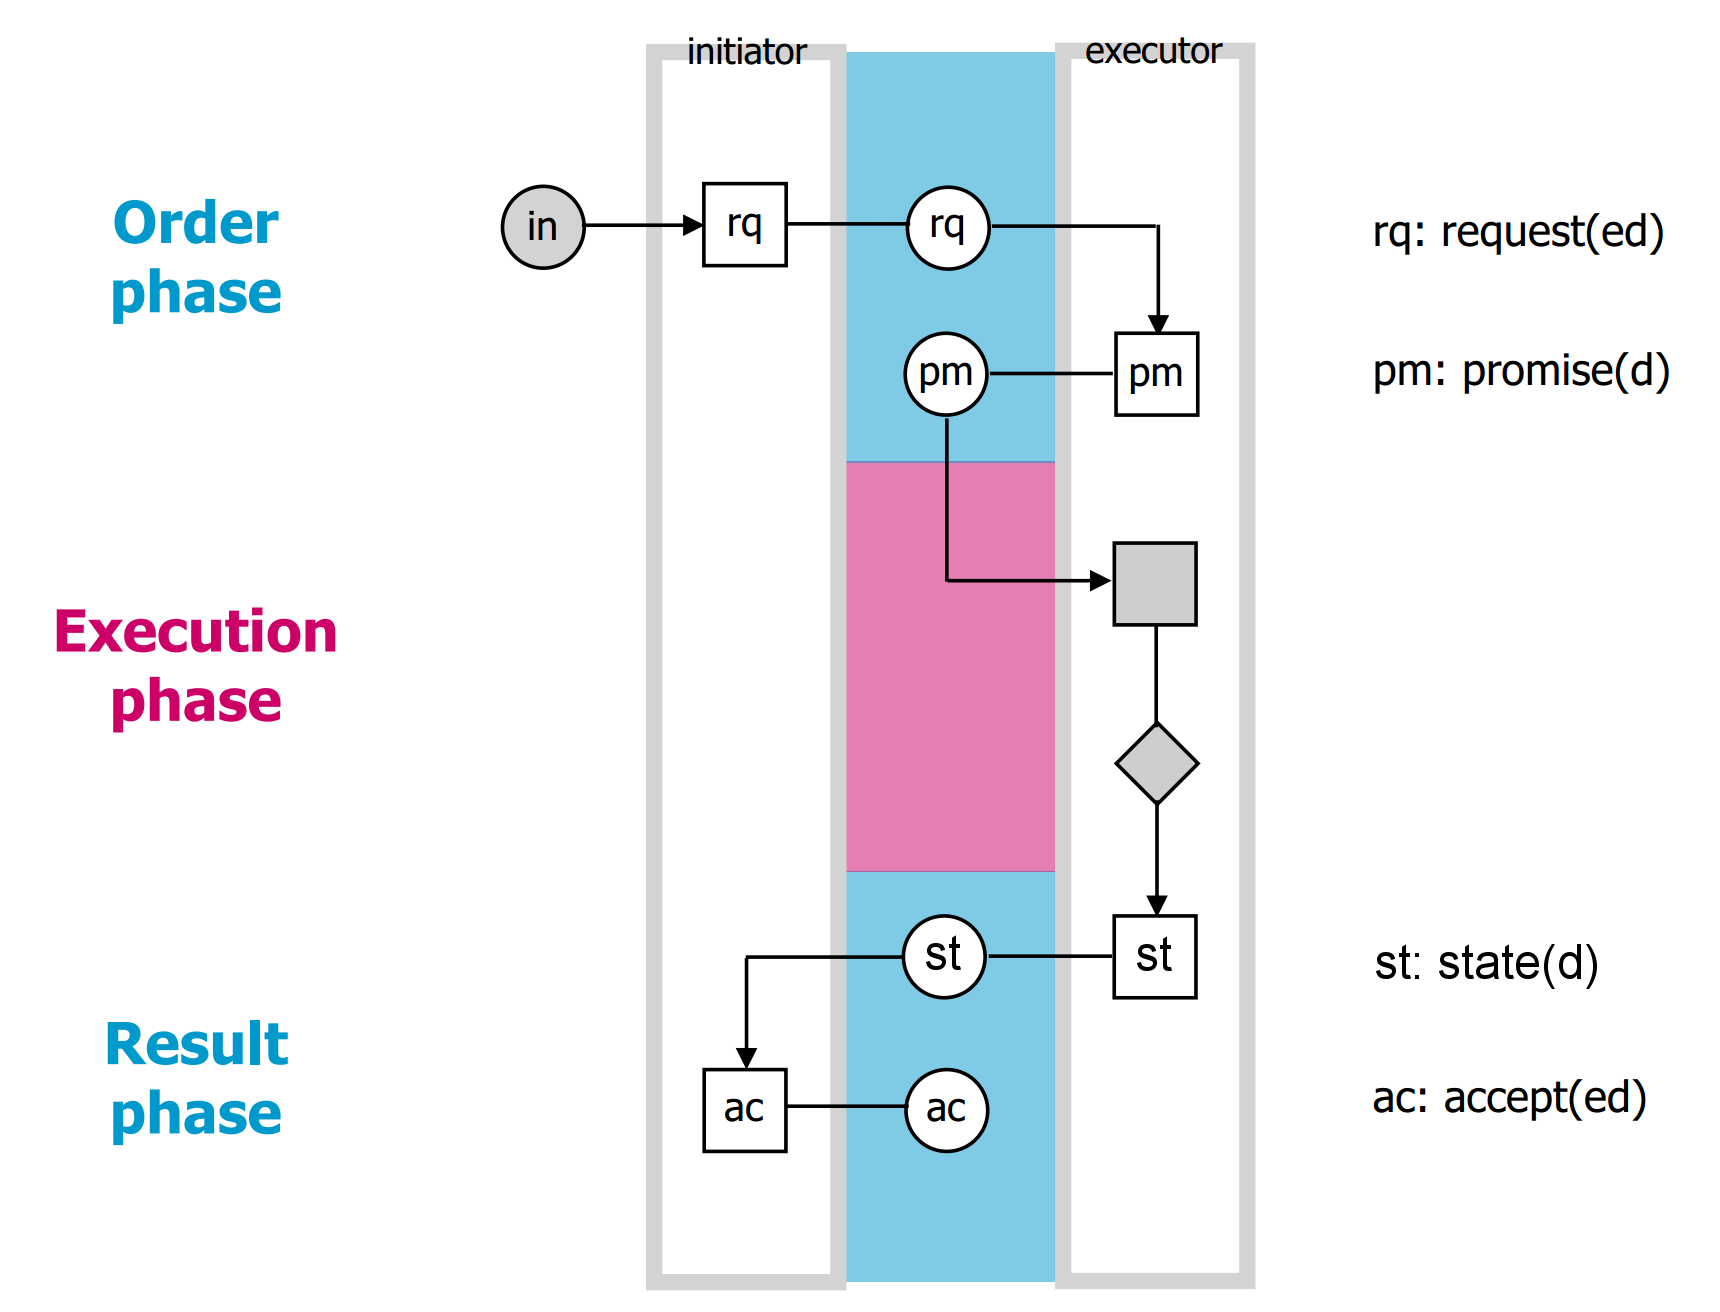 initiator
executor
Order
phase
in
rq
rq
rq: request(ed)
pm
pm
pm: promise(d)
Execution
phase
st
st
st: state(d)
Result
phase
ac
ac
ac: accept(ed)